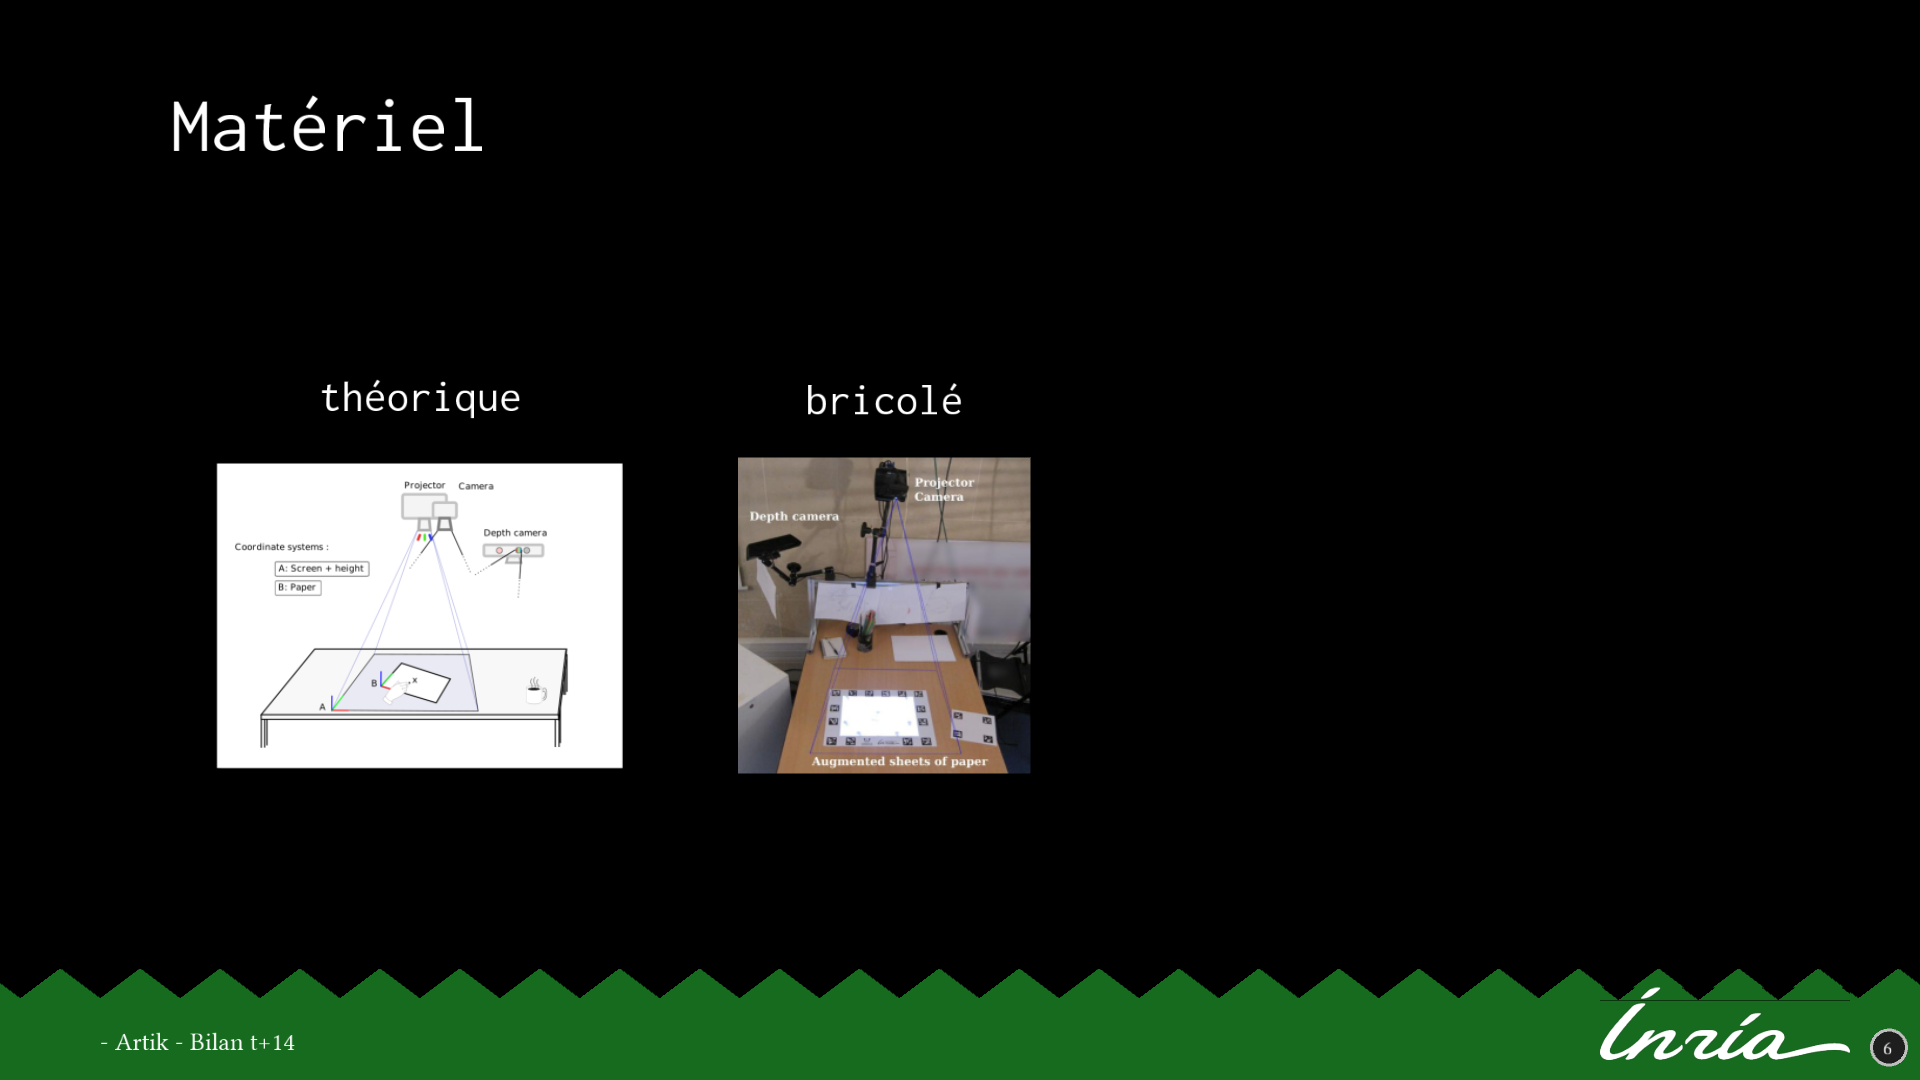 Matériel
théorique
bricolé
Projector Camera
Depth camera
Coordinate systems :
A: Screen + height
B: Paper
B
x
A
Projector
Camera
Depth camera
Augmented sheets of paper
- Artik - Bilan t+14
Inria
6